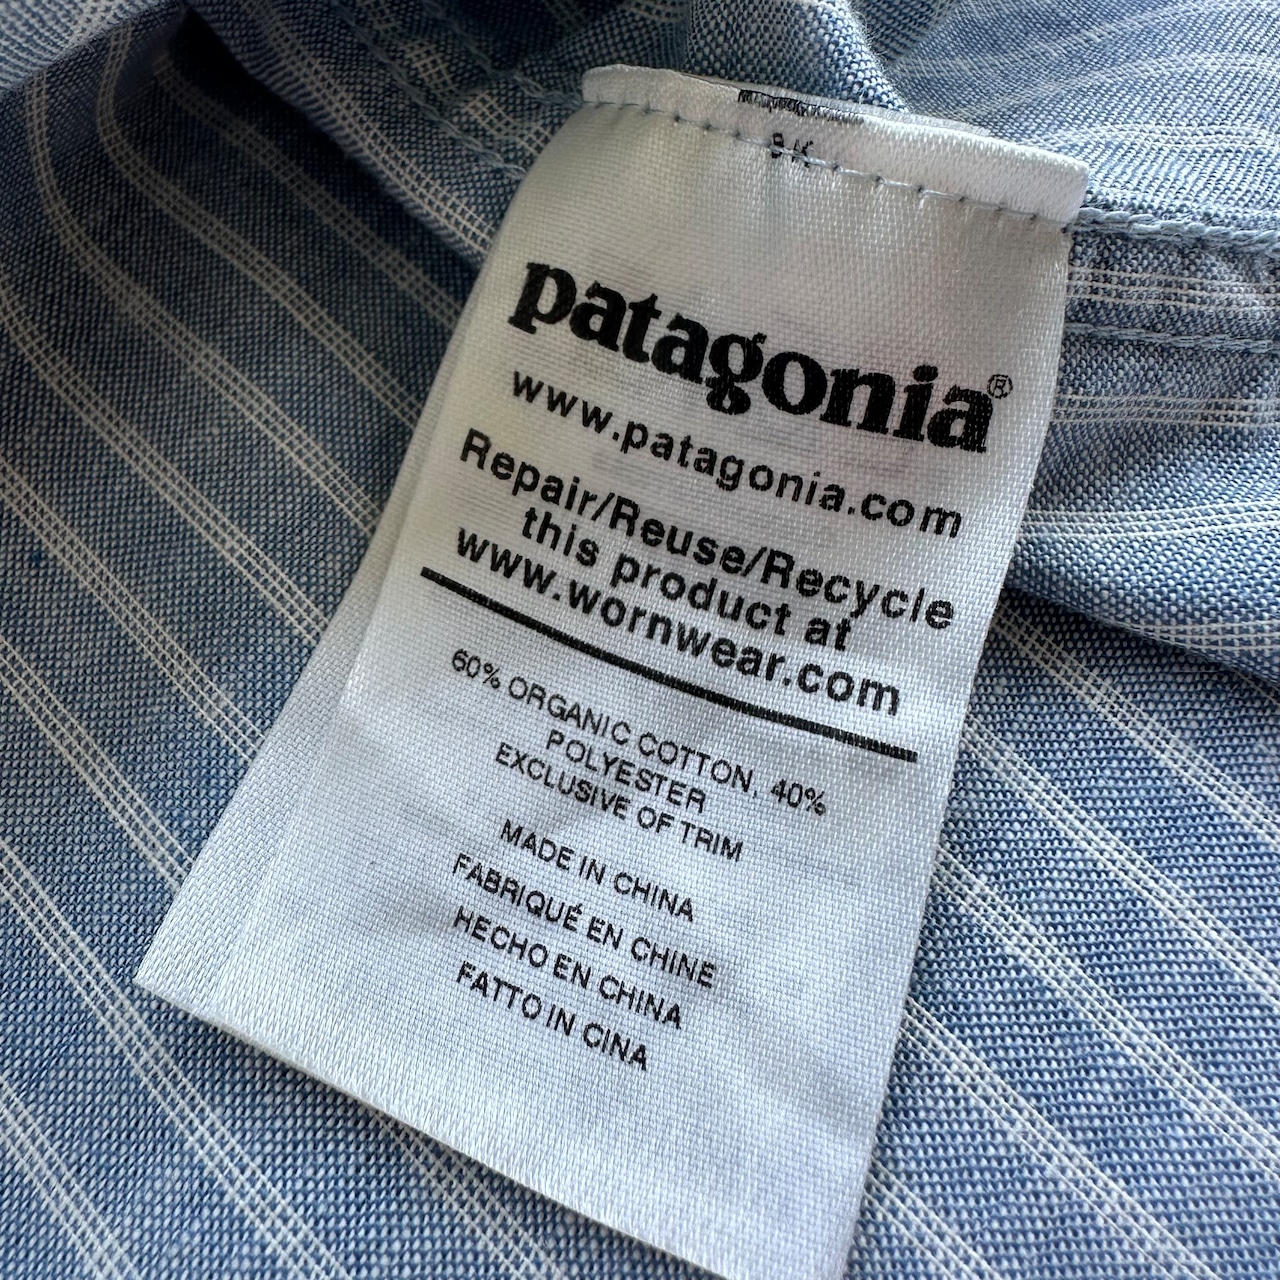 patagonia®
www.patagonia.com
Repair/Reuse/Recycle
this product at
www.wornwear.com
60% ORGANIC COTTON, 40%
POLYESTER
EXCLUSIVE OF TRIM
MADE IN CHINA
FABRIQUÉ EN CHINE
HECHO EN CHINA
FATTO IN CINA